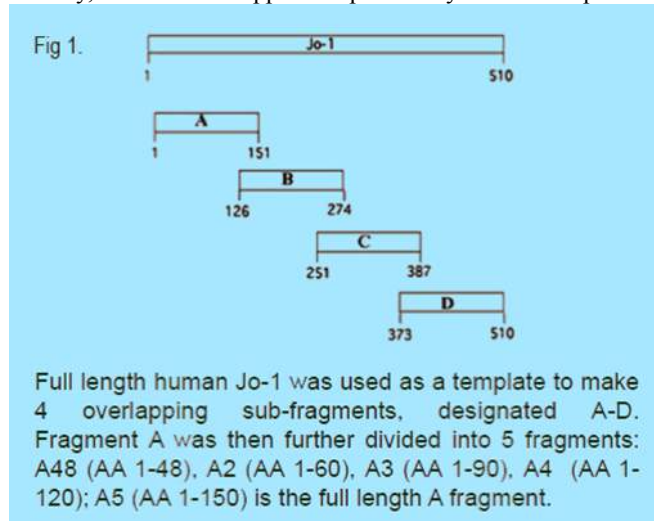 Fig 1.
Jo-1
1 510
A
1 151
B
126 274
C
251 387
D
373 510
Full length human Jo-1 was used as a template to make
4 overlapping sub-fragments, designated A-D.
Fragment A was then further divided into 5 fragments:
A48 (AA 1-48), A2 (AA 1-60), A3 (AA 1-90), A4 (AA 1-
120); A5 (AA 1-150) is the full length A fragment.